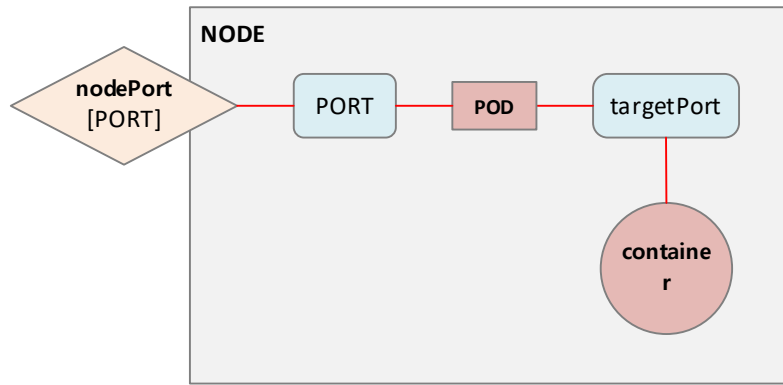 NODE
nodePort
[PORT]
PORT
POD
targetPort
containe
r